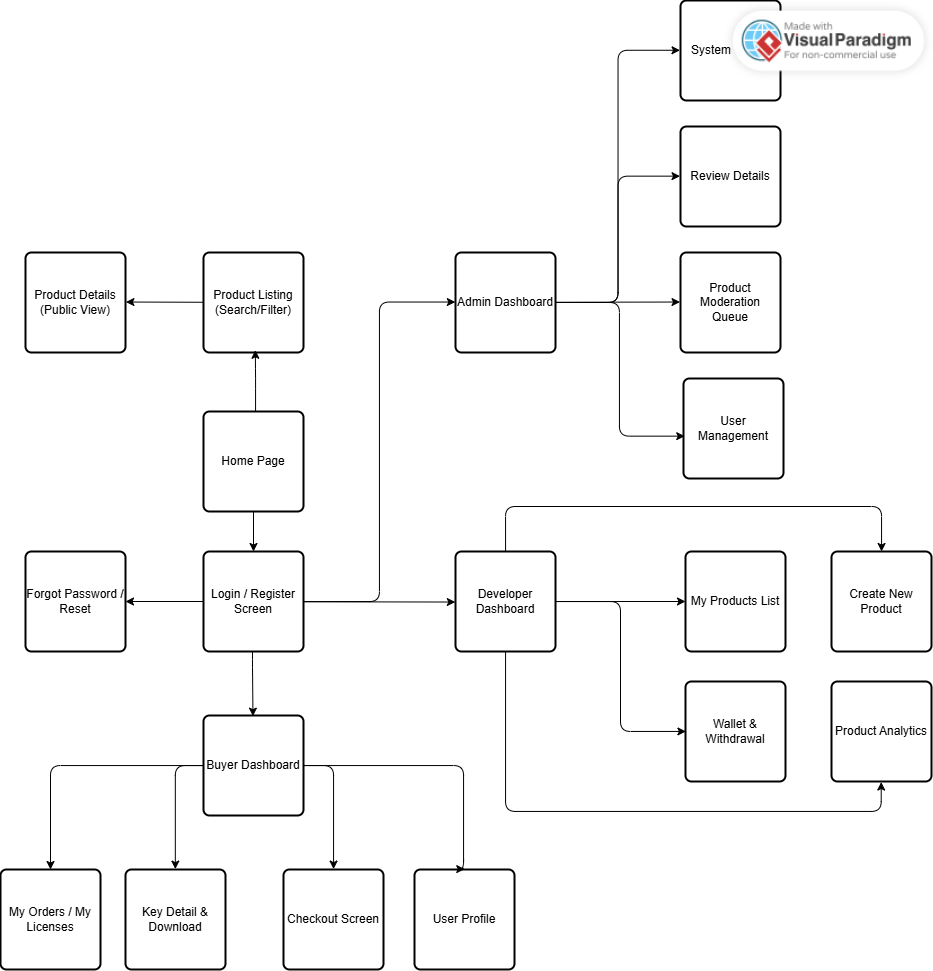 System
Made with
Visual Paradigm
For non-commercial use
Review Details
Product Details
(Public View)
Product Listing
(Search/Filter)
Admin Dashboard
Product
Moderation
Queue
User
Management
Home Page
Forgot Password /
Reset
Login / Register
Screen
Developer
Dashboard
My Products List
Create New
Product
Wallet &
Withdrawal
Product Analytics
Buyer Dashboard
My Orders / My
Licenses
Key Detail &
Download
Checkout Screen
User Profile